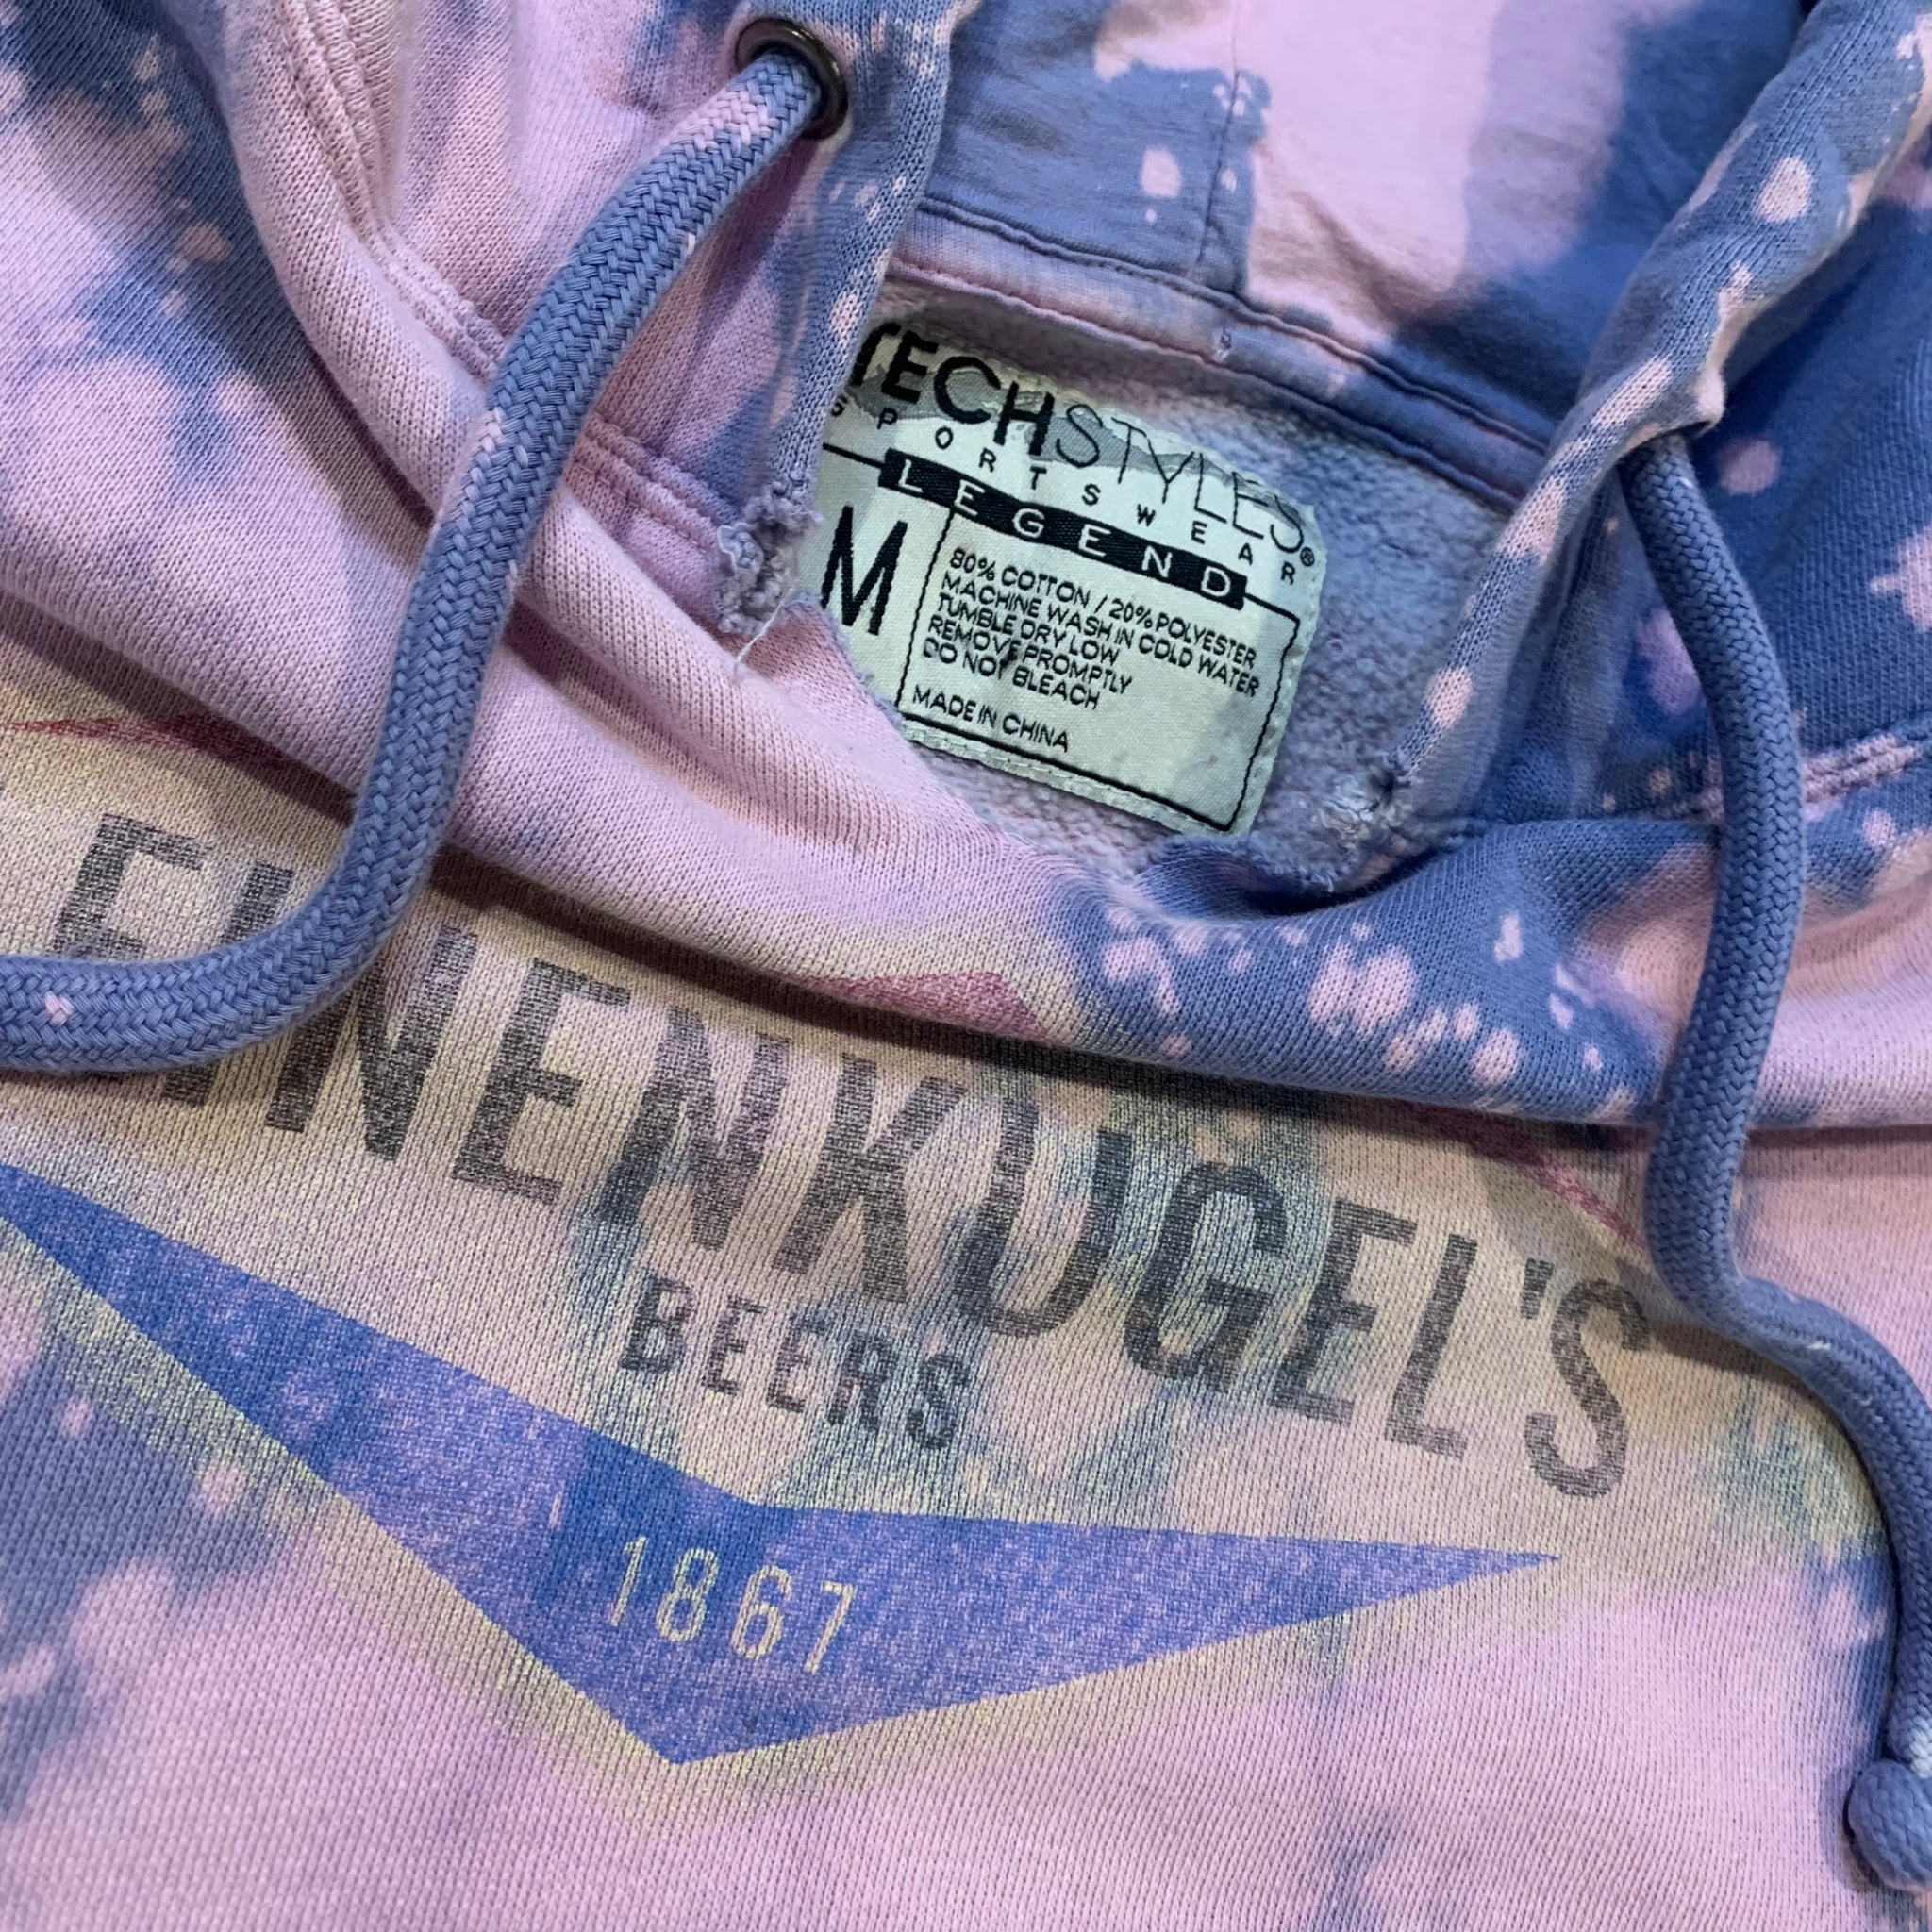 TECHSTYLES®
SPORTSWEAR
LEGEND
M
80% COTTON / 20% POLYESTER
MACHINE WASH IN COLD WATER
TUMBLE DRY LOW
REMOVE PROMPTLY
DO NOT BLEACH
MADE IN CHINA
EINENKUGEL'S
BEERS
1867